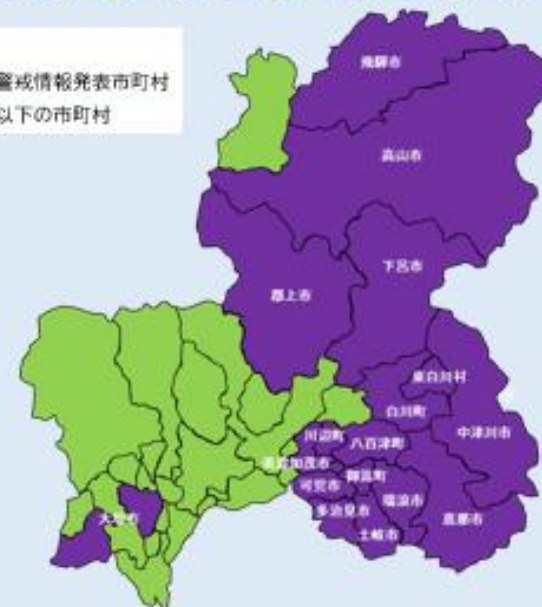 警戒情報発表市町村
以下の市町村
飛騨市
高山市
下呂市
郡上市
東白川村
白川町
中津川市
川辺町
八百津町
美濃加茂市
御嵩町
可児市
瑞浪市
多治見市
恵那市
土岐市
大垣市